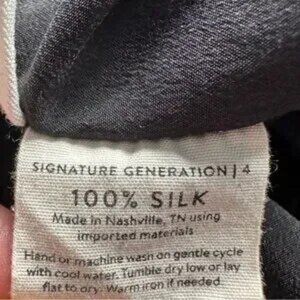 SIGNATURE GENERATION | 4
100% SILK
Made in Nashville, TN using
imported materials
Hand or machine wash on gentle cycle
with cool water. Tumble dry low or lay
flat to dry. Warm iron if needed